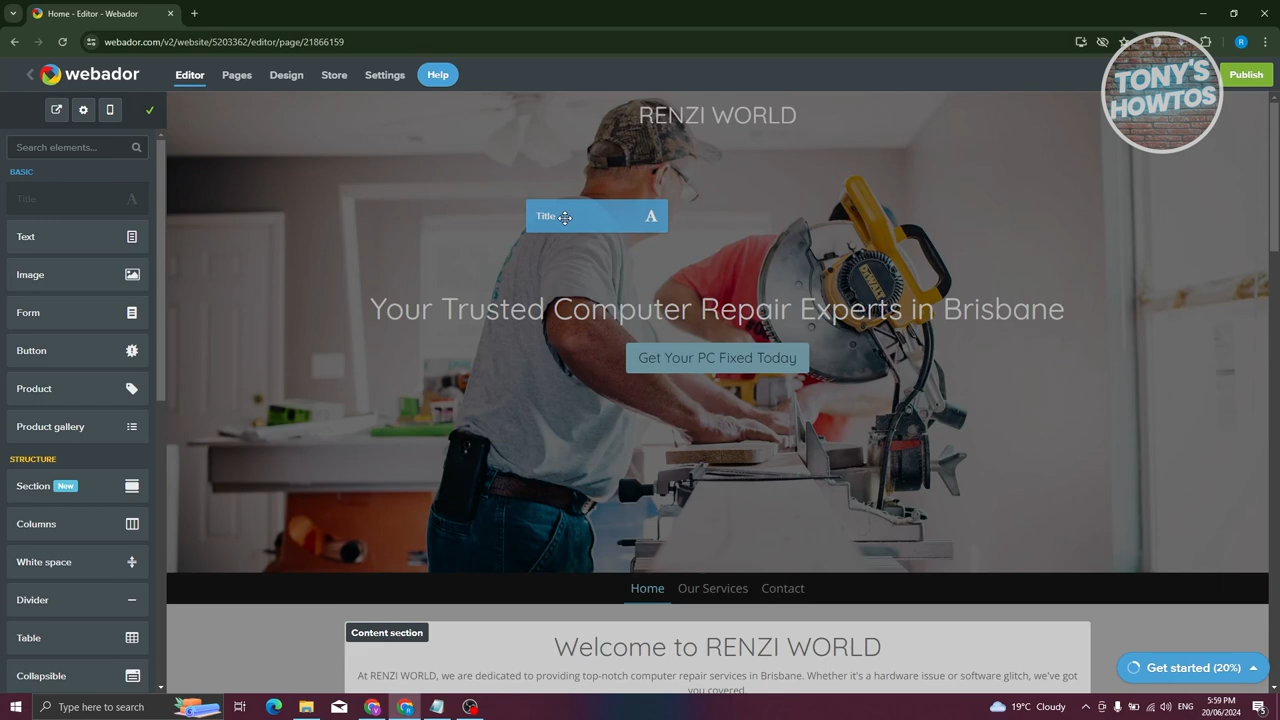 Home - Editor - Webador
webador.com/v2/website/5203362/editor/page/21866159
R
webador
Editor
Pages
Design
Store
Settings
Help
Publish
TONY'S
HOWTOS
Search elements...
BASIC
Title
Text
Image
Form
Button
Product
Product gallery
STRUCTURE
Section New
Columns
White space
Divider
Table
Collapsible
RENZI WORLD
Title A
Your Trusted Computer Repair Experts in Brisbane
Get Your PC Fixed Today
DEWALT
Home Our Services Contact
Content section
Welcome to RENZI WORLD
At RENZI WORLD, we are dedicated to providing top-notch computer repair services in Brisbane. Whether it's a hardware issue or software glitch, we've got
you covered.
Get started (20%)
Type here to search
19°C Cloudy
ENG
5:59 PM
20/06/2024